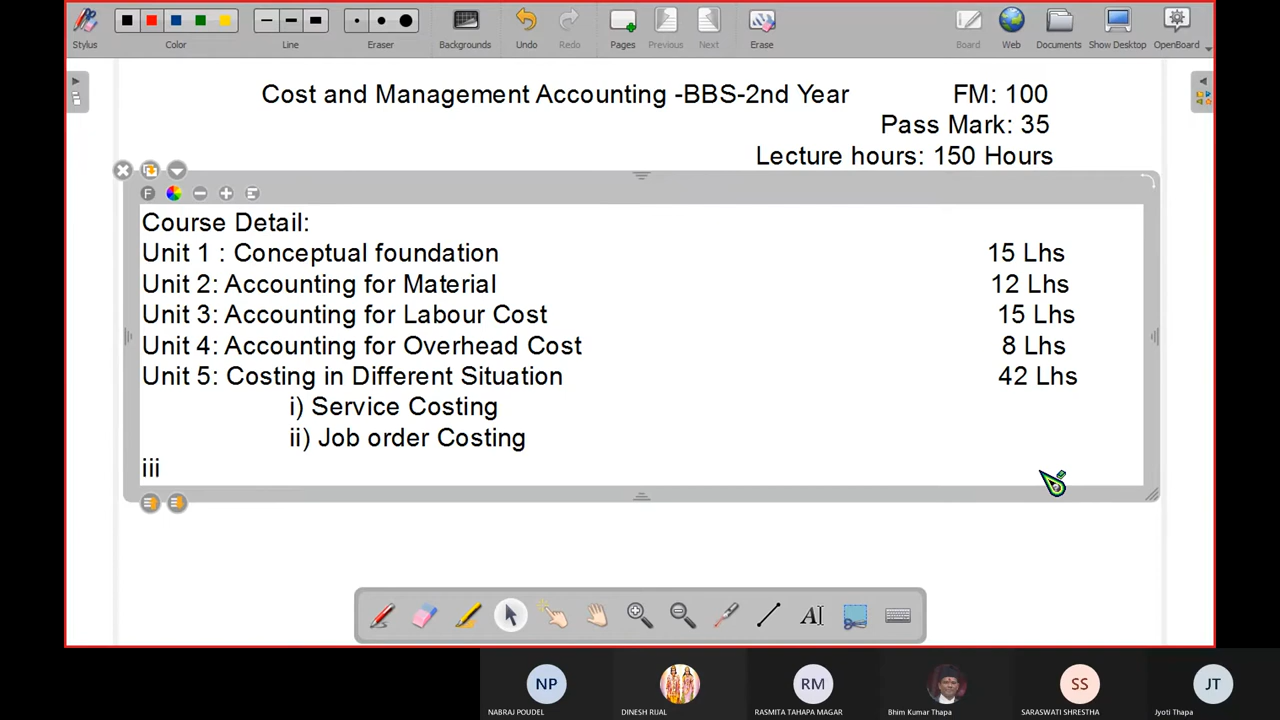 Stylus
Color
Line
Eraser
Backgrounds
Undo
Redo
Pages
Previous
Next
Erase
Board
Web
Documents
Show Desktop
OpenBoard
Cost and Management Accounting -BBS-2nd Year FM: 100
Pass Mark: 35
Lecture hours: 150 Hours
F
Course Detail:
Unit 1 : Conceptual foundation 15 Lhs
Unit 2: Accounting for Material 12 Lhs
Unit 3: Accounting for Labour Cost 15 Lhs
Unit 4: Accounting for Overhead Cost 8 Lhs
Unit 5: Costing in Different Situation 42 Lhs
i) Service Costing
ii) Job order Costing
iii
AI
NP
RM
SS
JT
NABRAJ POUDEL
DINESH RIJAL
RASMITA TAHAPA MAGAR
Bhim Kumar Thapa
SARASWATI SHRESTHA
Jyoti Thapa